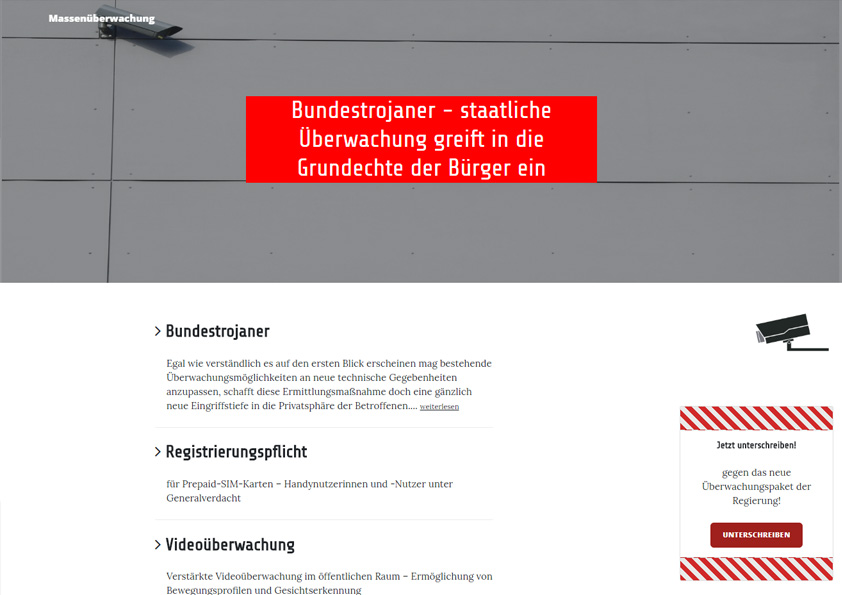 Massenüberwachung
Bundestrojaner – staatliche
Überwachung greift in die
Grundechte der Bürger ein
Bundestrojaner
Egal wie verständlich es auf den ersten Blick erscheinen mag bestehende
Überwachungsmöglichkeiten an neue technische Gegebenheiten
anzupassen, schafft diese Ermittlungsmaßnahme doch eine gänzlich
neue Eingriffstiefe in die Privatsphäre der Betroffenen.... weiterlesen
Registrierungspflicht
für Prepaid-SIM-Karten – Handynutzerinnen und -Nutzer unter
Generalverdacht
Videoüberwachung
Verstärkte Videoüberwachung im öffentlichen Raum – Ermöglichung von
Bewegungsprofilen und Gesichtserkennung
Jetzt unterschreiben!
gegen das neue
Überwachungspaket der
Regierung!
UNTERSCHREIBEN